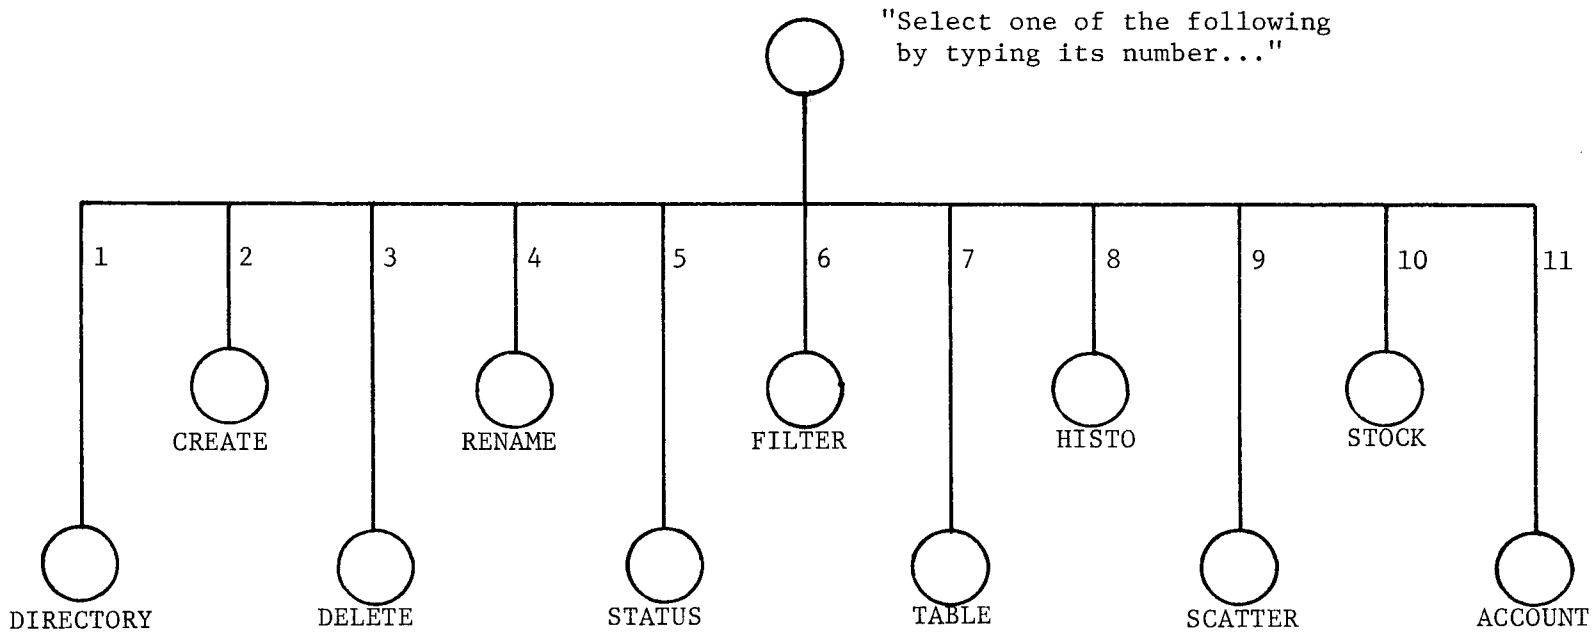 "Select one of the following
by typing its number..."
1 2 3 4 5 6 7 8 9 10 11
CREATE RENAME FILTER HISTO STOCK
DIRECTORY DELETE STATUS TABLE SCATTER ACCOUNT